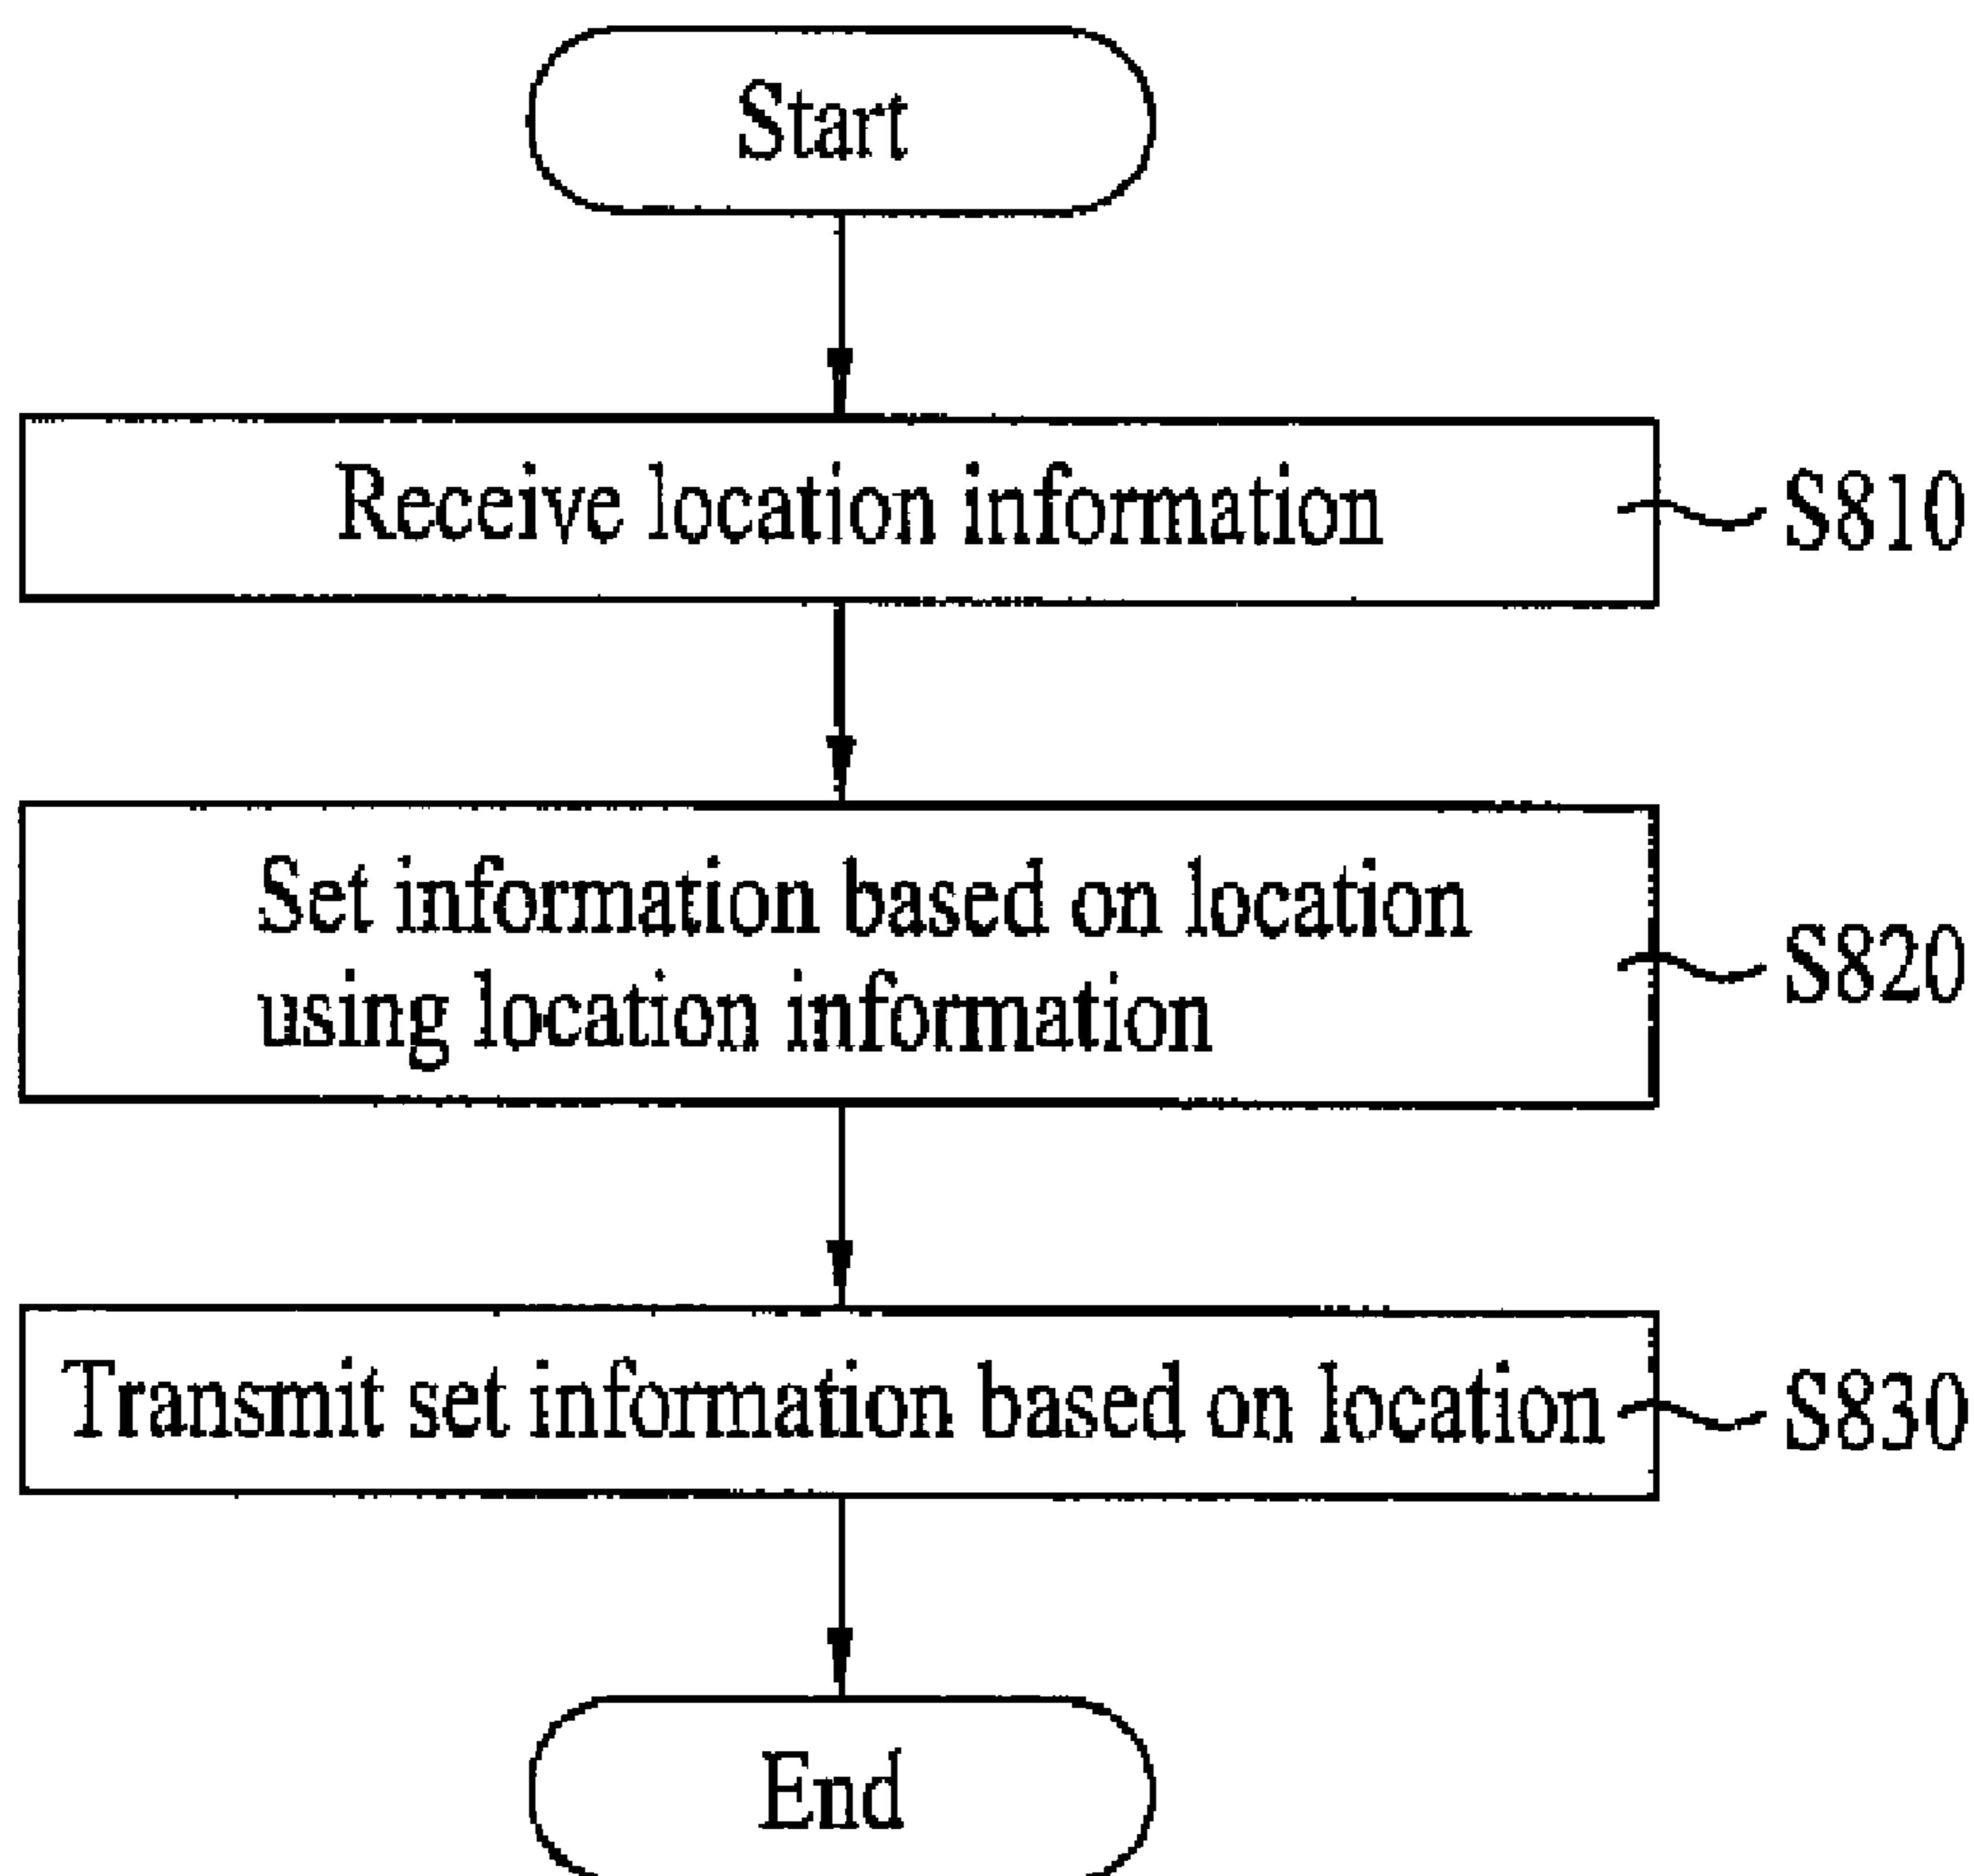 Start
Receive location information
S810
Set information based on location
using location information
S820
Transmit set information based on location
S830
End